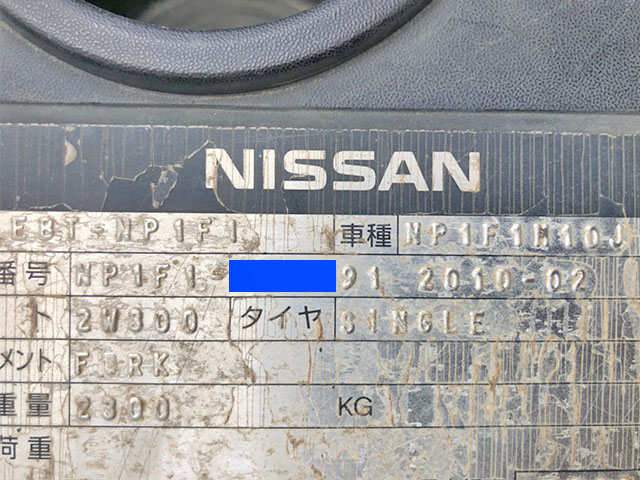 NISSAN
EBT-NP1F1 車種 NP1F1M10J
番号 NP1F1- 91 2010-02
ト 2W300 タイヤ SINGLE
メント FORK
重量 2300 KG
荷重